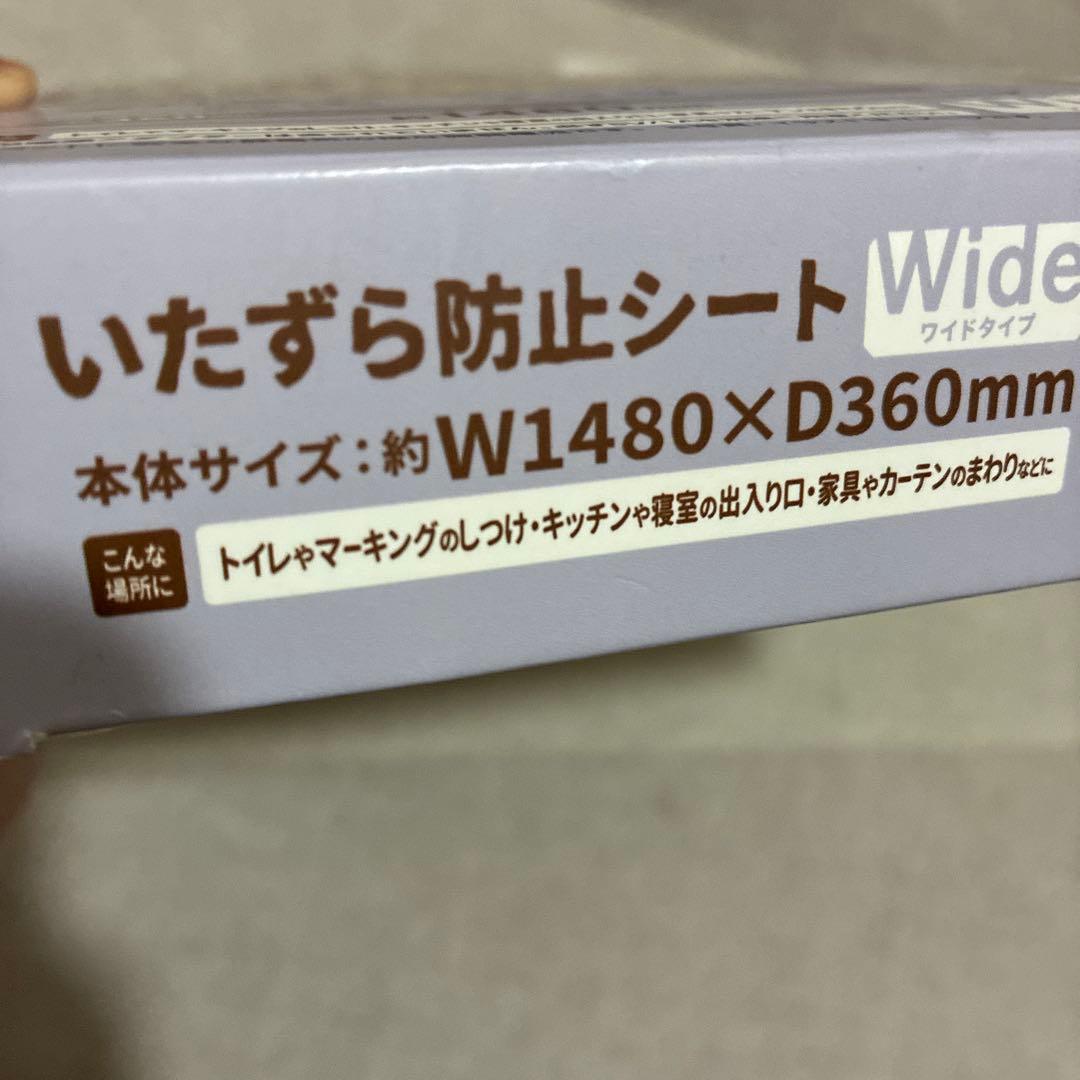 いたずら防止シート
Wide
ワイドタイプ
本体サイズ:約W1480×D360mm
こんな
場所に
トイレやマーキングのしつけ・キッチンや寝室の出入り口・家具やカーテンのまわりなどに